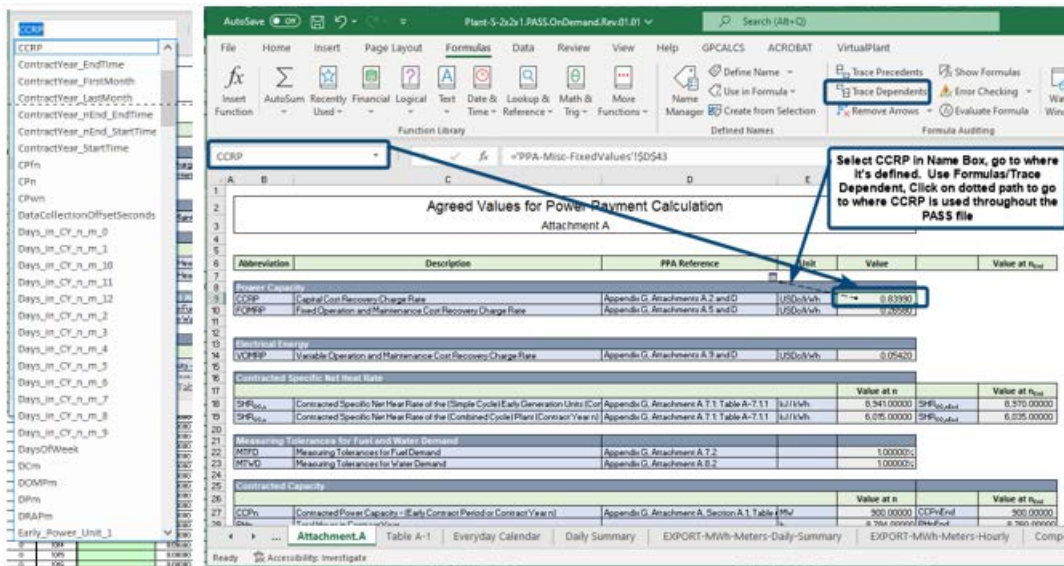 CCRP
CCRP
ContractYear_EndTime
ContractYear_FirstMonth
ContractYear_LastMonth
ContractYear_nEnd_EndTime
ContractYear_nEnd_StartTime
ContractYear_StartTime
CPfn
CPn
CPwn
DataCollectionOffsetSeconds
Days_in_CY_n_m_0
Days_in_CY_n_m_1
Days_in_CY_n_m_10
Days_in_CY_n_m_11
Days_in_CY_n_m_12
Days_in_CY_n_m_2
Days_in_CY_n_m_3
Days_in_CY_n_m_4
Days_in_CY_n_m_5
Days_in_CY_n_m_6
Days_in_CY_n_m_7
Days_in_CY_n_m_8
Days_in_CY_n_m_9
DaysOfWeek
DCm
DOMPm
DPm
DRAPm
Early_Power_Unit_1
AutoSave Off Plant-S-2x2x1.PASS.OnDemand.Rev.01.01 Search (Alt+Q)
File Home Insert Page Layout Formulas Data Review View Help GPCALCS ACROBAT VirtualPlant
Insert Function
AutoSum
Recently Used
Financial
Logical
Text
Date & Time
Lookup & Reference
Math & Trig
More Functions
Function Library
Name Manager
Define Name
Use in Formula
Create from Selection
Defined Names
Trace Precedents
Trace Dependents
Remove Arrows
Show Formulas
Error Checking
Evaluate Formula
Formula Auditing
CCRP fx ='PPA-Misc-FixedValues'!$D$43
Select CCRP in Name Box, go to where
it's defined. Use Formulas/Trace
Dependent, Click on dotted path to go
to where CCRP is used throughout the
PASS file
A B C D E
Agreed Values for Power Payment Calculation
Attachment A
Abbreviation Description PPA Reference Unit Value Value at nEnd
Power Capacity
CCRP Capital Cost Recovery Charge Rate Appendix G, Attachments A.2 and D USDo/kWh 0.83990
FOMRP Fixed Operation and Maintenance Cost Recovery Charge Rate Appendix G, Attachments A.5 and D USDo/kWh 0.26580
Electrical Energy
VOMRP Variable Operation and Maintenance Cost Recovery Charge Rate Appendix G, Attachments A.9 and D USDo/kWh 0.05420
Contracted Specific Net Heat Rate
Value at n Value at nEnd
Contracted Specific Net Heat Rate of the (Simple Cycle) Early Generation Units Appendix G, Attachment A.7.1 Table A-7.1.1 kJ/kWh 8,941.00000 8,970.00000
Contracted Specific Net Heat Rate of the (Combined Cycle) Plant (Contract Year n) Appendix G, Attachment A.7.1 Table A-7.1.1 kJ/kWh 6,015.00000 6,035.00000
Measuring Tolerances for Fuel and Water Demand
MTFD Measuring Tolerances for Fuel Demand Appendix G, Attachment A.7.2 1.00000%
MTWD Measuring Tolerances for Water Demand Appendix G, Attachment A.8.2 1.00000%
Contracted Capacity
Value at n Value at nEnd
CCPn Contracted Power Capacity - (Early Contract Period or Contract Year n) Appendix G, Attachment A, Section A.1, Table MW 900.00000 CCPnEnd 900.00000
... Attachment.A Table A-1 Everyday Calendar Daily Summary EXPORT-MWh-Meters-Daily-Summary EXPORT-MWh-Meters-Hourly Comp
Ready Accessibility: Investigate